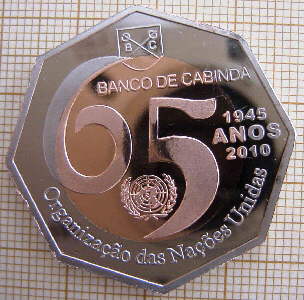 B C
BANCO DE CABINDA
65
1945
ANOS
2010
Organização das Nações Unidas